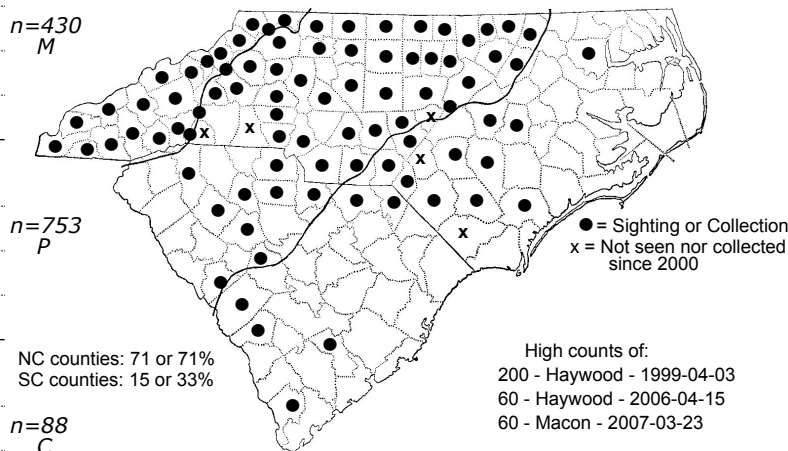 n=430
M
n=753
P
n=88
C
● = Sighting or Collection
x = Not seen nor collected
since 2000
NC counties: 71 or 71%
SC counties: 15 or 33%
High counts of:
200 - Haywood - 1999-04-03
60 - Haywood - 2006-04-15
60 - Macon - 2007-03-23
x
x
x
x
x